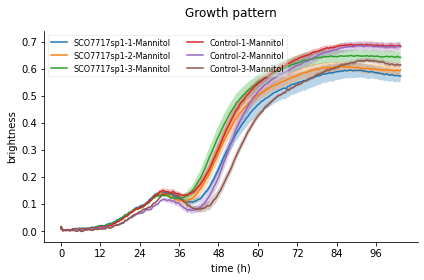 Growth pattern
SCO7717sp1-1-Mannitol Control-1-Mannitol
SCO7717sp1-2-Mannitol Control-2-Mannitol
SCO7717sp1-3-Mannitol Control-3-Mannitol
0.7
0.6
0.5
0.4
0.3
0.2
0.1
0.0
brightness
0 12 24 36 48 60 72 84 96
time (h)